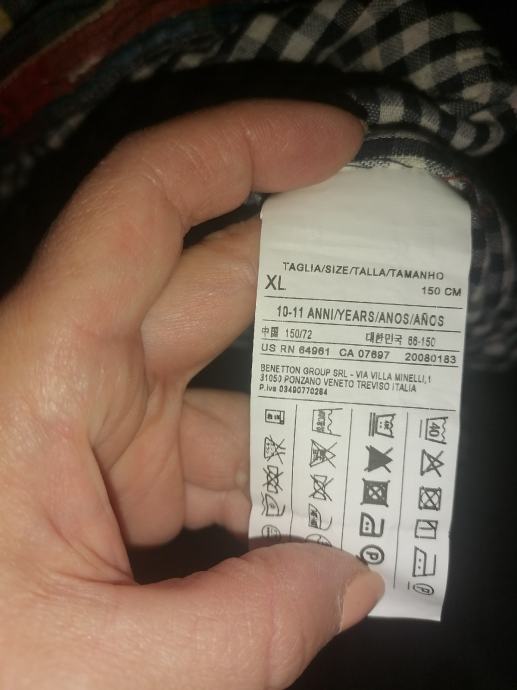 TAGLIA/SIZE/TALLA/TAMANHO
XL 150 CM
10-11 ANNI/YEARS/ANOS/AÑOS
中国 150/72 대한민국 66-150
US RN 64961 CA 07697 20080183
BENETTON GROUP SRL - VIA VILLA MINELLI,1
31050 PONZANO VENETO TREVISO ITALIA
P.iva 03490770264
40
P
P